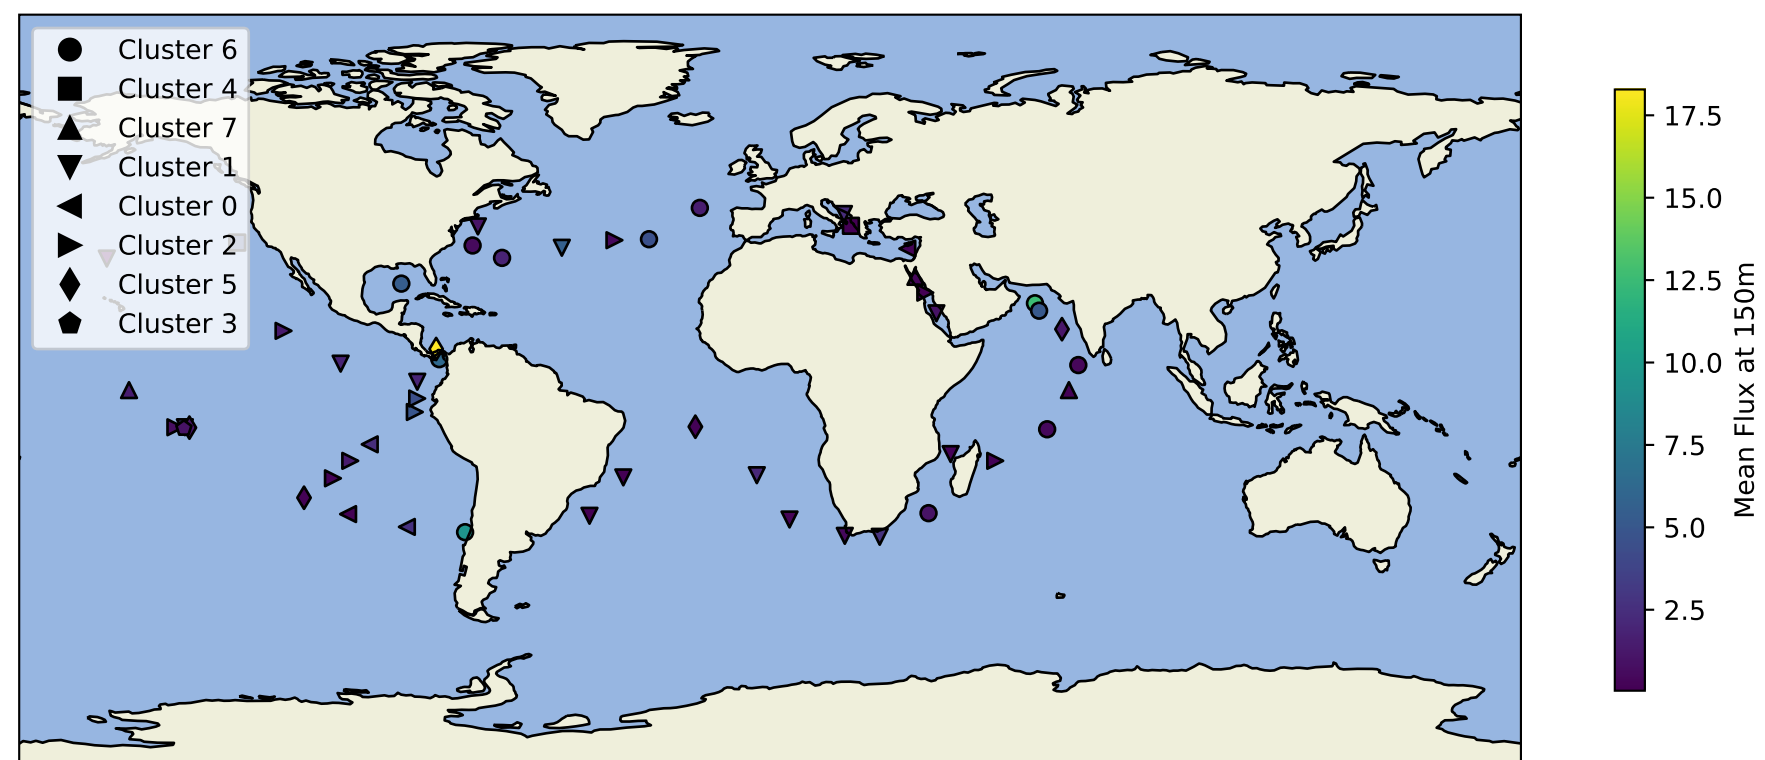 Cluster 6
Cluster 4
Cluster 7
Cluster 1
Cluster 0
Cluster 2
Cluster 5
Cluster 3
17.5
15.0
12.5
10.0
7.5
5.0
2.5
Mean Flux at 150m